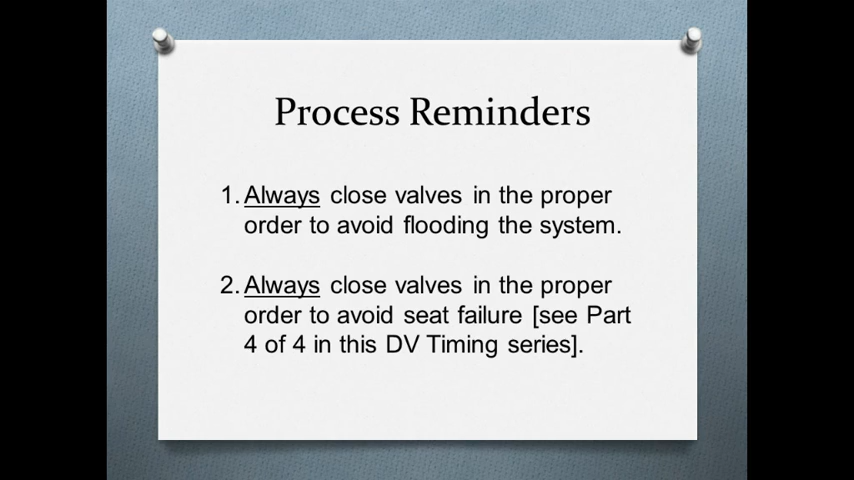 Process Reminders
1. Always close valves in the proper
order to avoid flooding the system.
2. Always close valves in the proper
order to avoid seat failure [see Part
4 of 4 in this DV Timing series].